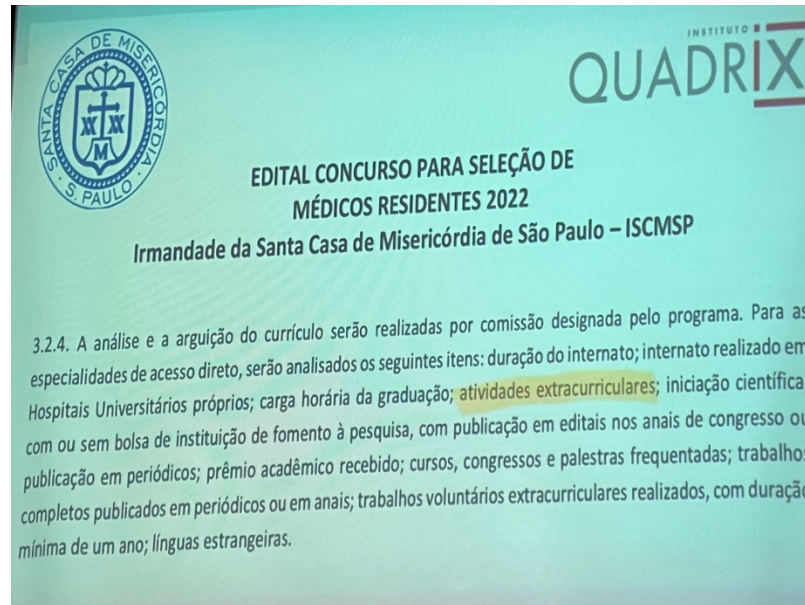 SANTA CASA DE MISERICÓRDIA
S. PAULO
M
INSTITUTO
QUADRIX
EDITAL CONCURSO PARA SELEÇÃO DE
MÉDICOS RESIDENTES 2022
Irmandade da Santa Casa de Misericórdia de São Paulo – ISCMSP
3.2.4. A análise e a arguição do currículo serão realizadas por comissão designada pelo programa. Para as
especialidades de acesso direto, serão analisados os seguintes itens: duração do internato; internato realizado em
Hospitais Universitários próprios; carga horária da graduação; atividades extracurriculares; iniciação científica
com ou sem bolsa de instituição de fomento à pesquisa, com publicação em editais nos anais de congresso ou
publicação em periódicos; prêmio acadêmico recebido; cursos, congressos e palestras frequentadas; trabalhos
completos publicados em periódicos ou em anais; trabalhos voluntários extracurriculares realizados, com duração
mínima de um ano; línguas estrangeiras.